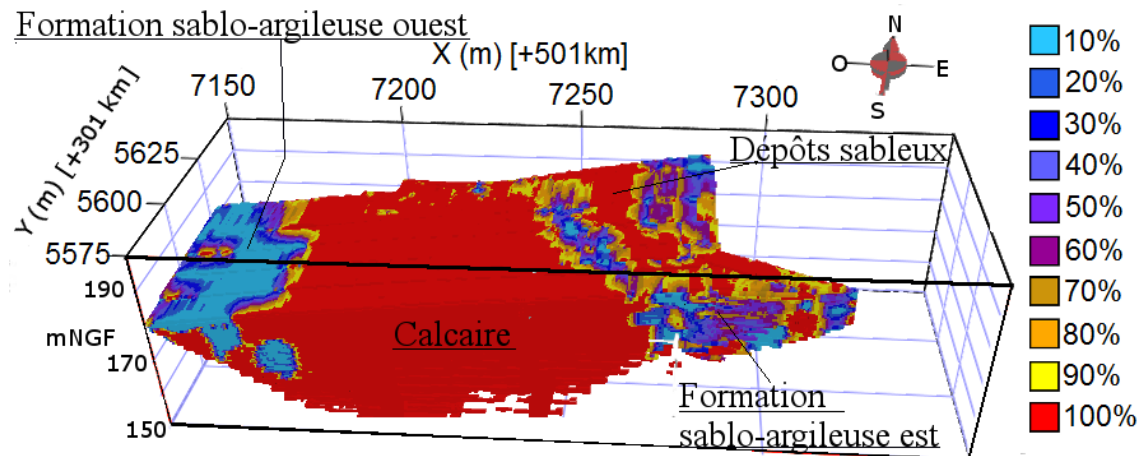 Formation sablo-argileuse ouest
X (m) [+501km]
7150
7200
7250
7300
N
O
E
S
Y (m) [+301 km]
5625
5600
5575
190
mNGF
170
150
Dépôts sableux
Calcaire
Formation
sablo-argileuse est
10%
20%
30%
40%
50%
60%
70%
80%
90%
100%